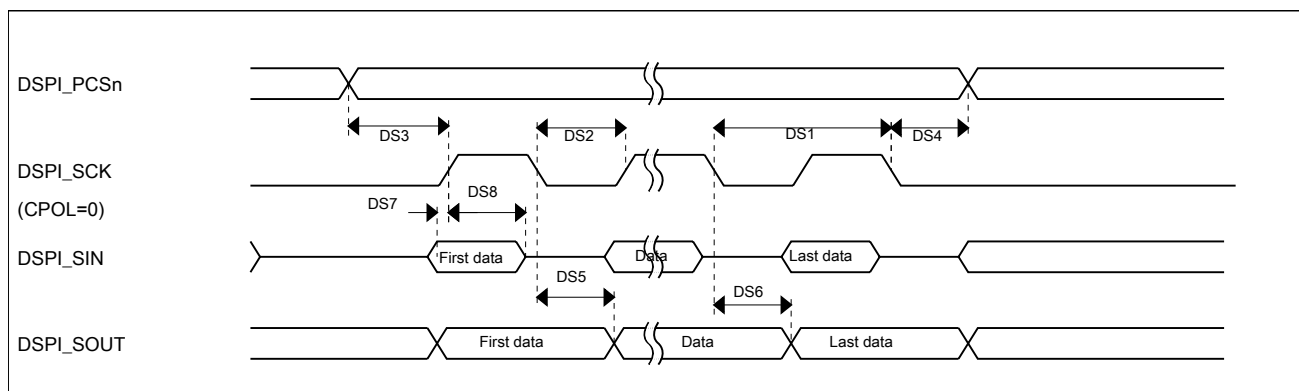 DSPI_PCSn
DS3
DS2
DS1
DS4
DSPI_SCK
(CPOL=0)
DS7
DS8
DSPI_SIN
First data
Data
Last data
DS5
DS6
DSPI_SOUT
First data
Data
Last data